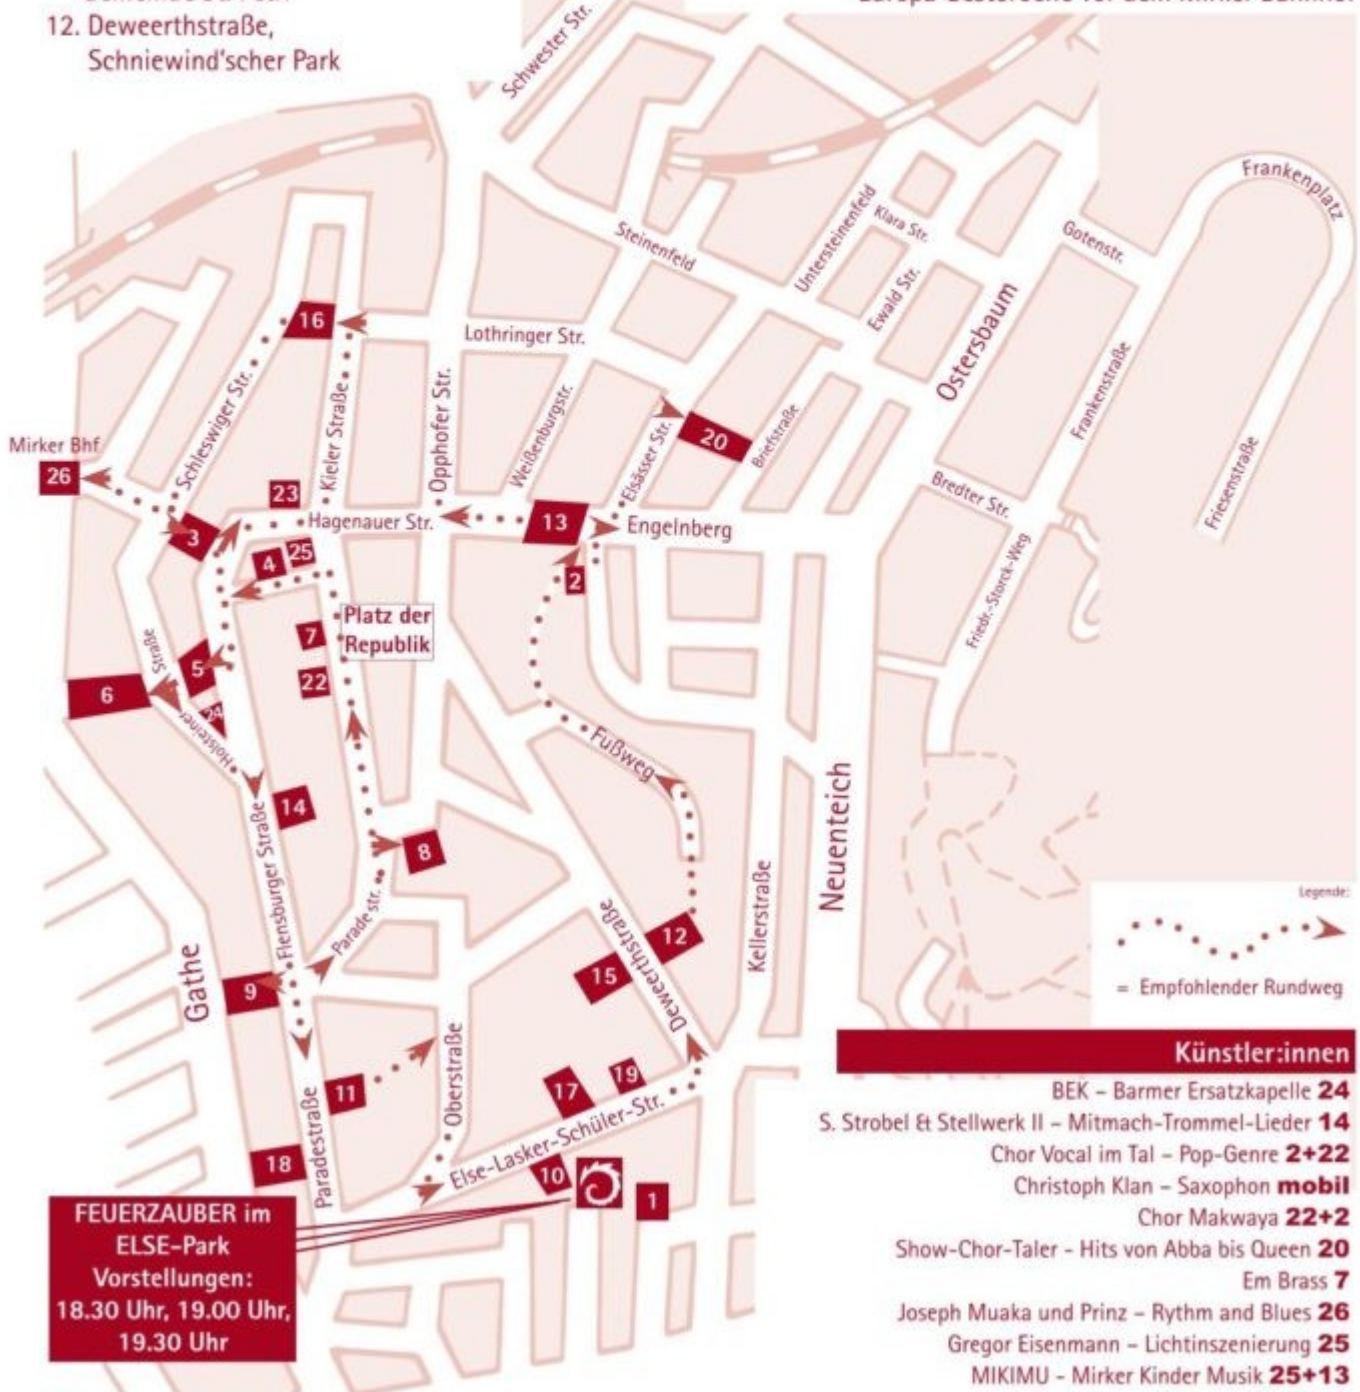 12. Deweerthstraße,
Schniewind'scher Park
Schwester Str.
Frankenplatz
Steinenfeld
Untersteinenfeld
Klara Str.
Gotenstr.
Ewald Str.
Ostersbaum
16
Lothringer Str.
Schleswiger Str.
Kieler Straße
Opphofer Str.
Weißenburgstr.
Elsässer Str.
20
Briefstraße
Frankenstraße
Friesenstraße
Mirker Bhf
26
23
Hagenauer Str.
13
Engelnberg
Bredter Str.
3
4
25
2
Friedr.-Storck-Weg
Platz der
Republik
7
22
Straße
5
6
24
Holsteiner
Fußweg
14
8
Neuenteich
Flensburger Straße
Parade str.
Kellerstraße
Deweerthstraße
12
15
Gathe
9
Legende:
= Empfohlender Rundweg
11
Oberstraße
17
19
Paradestraße
18
Else-Lasker-Schüler-Str.
10
1
FEUERZAUBER im
ELSE-Park
Vorstellungen:
18.30 Uhr, 19.00 Uhr,
19.30 Uhr
Künstler:innen
BEK – Barmer Ersatzkapelle 24
S. Strobel & Stellwerk II – Mitmach-Trommel-Lieder 14
Chor Vocal im Tal – Pop-Genre 2+22
Christoph Klan – Saxophon mobil
Chor Makwaya 22+2
Show-Chor-Taler - Hits von Abba bis Queen 20
Em Brass 7
Joseph Muaka und Prinz – Rythm and Blues 26
Gregor Eisenmann – Lichtinszenierung 25
MIKIMU - Mirker Kinder Musik 25+13